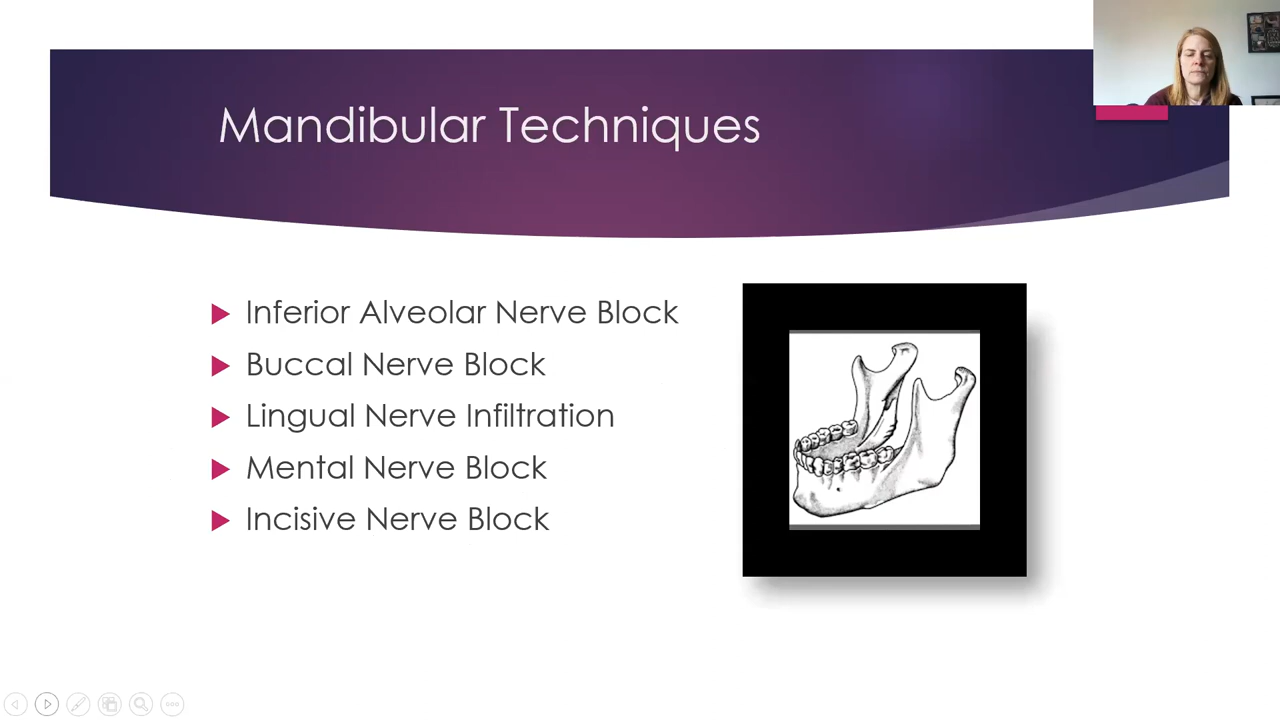 Mandibular Techniques
Inferior Alveolar Nerve Block
Buccal Nerve Block
Lingual Nerve Infiltration
Mental Nerve Block
Incisive Nerve Block